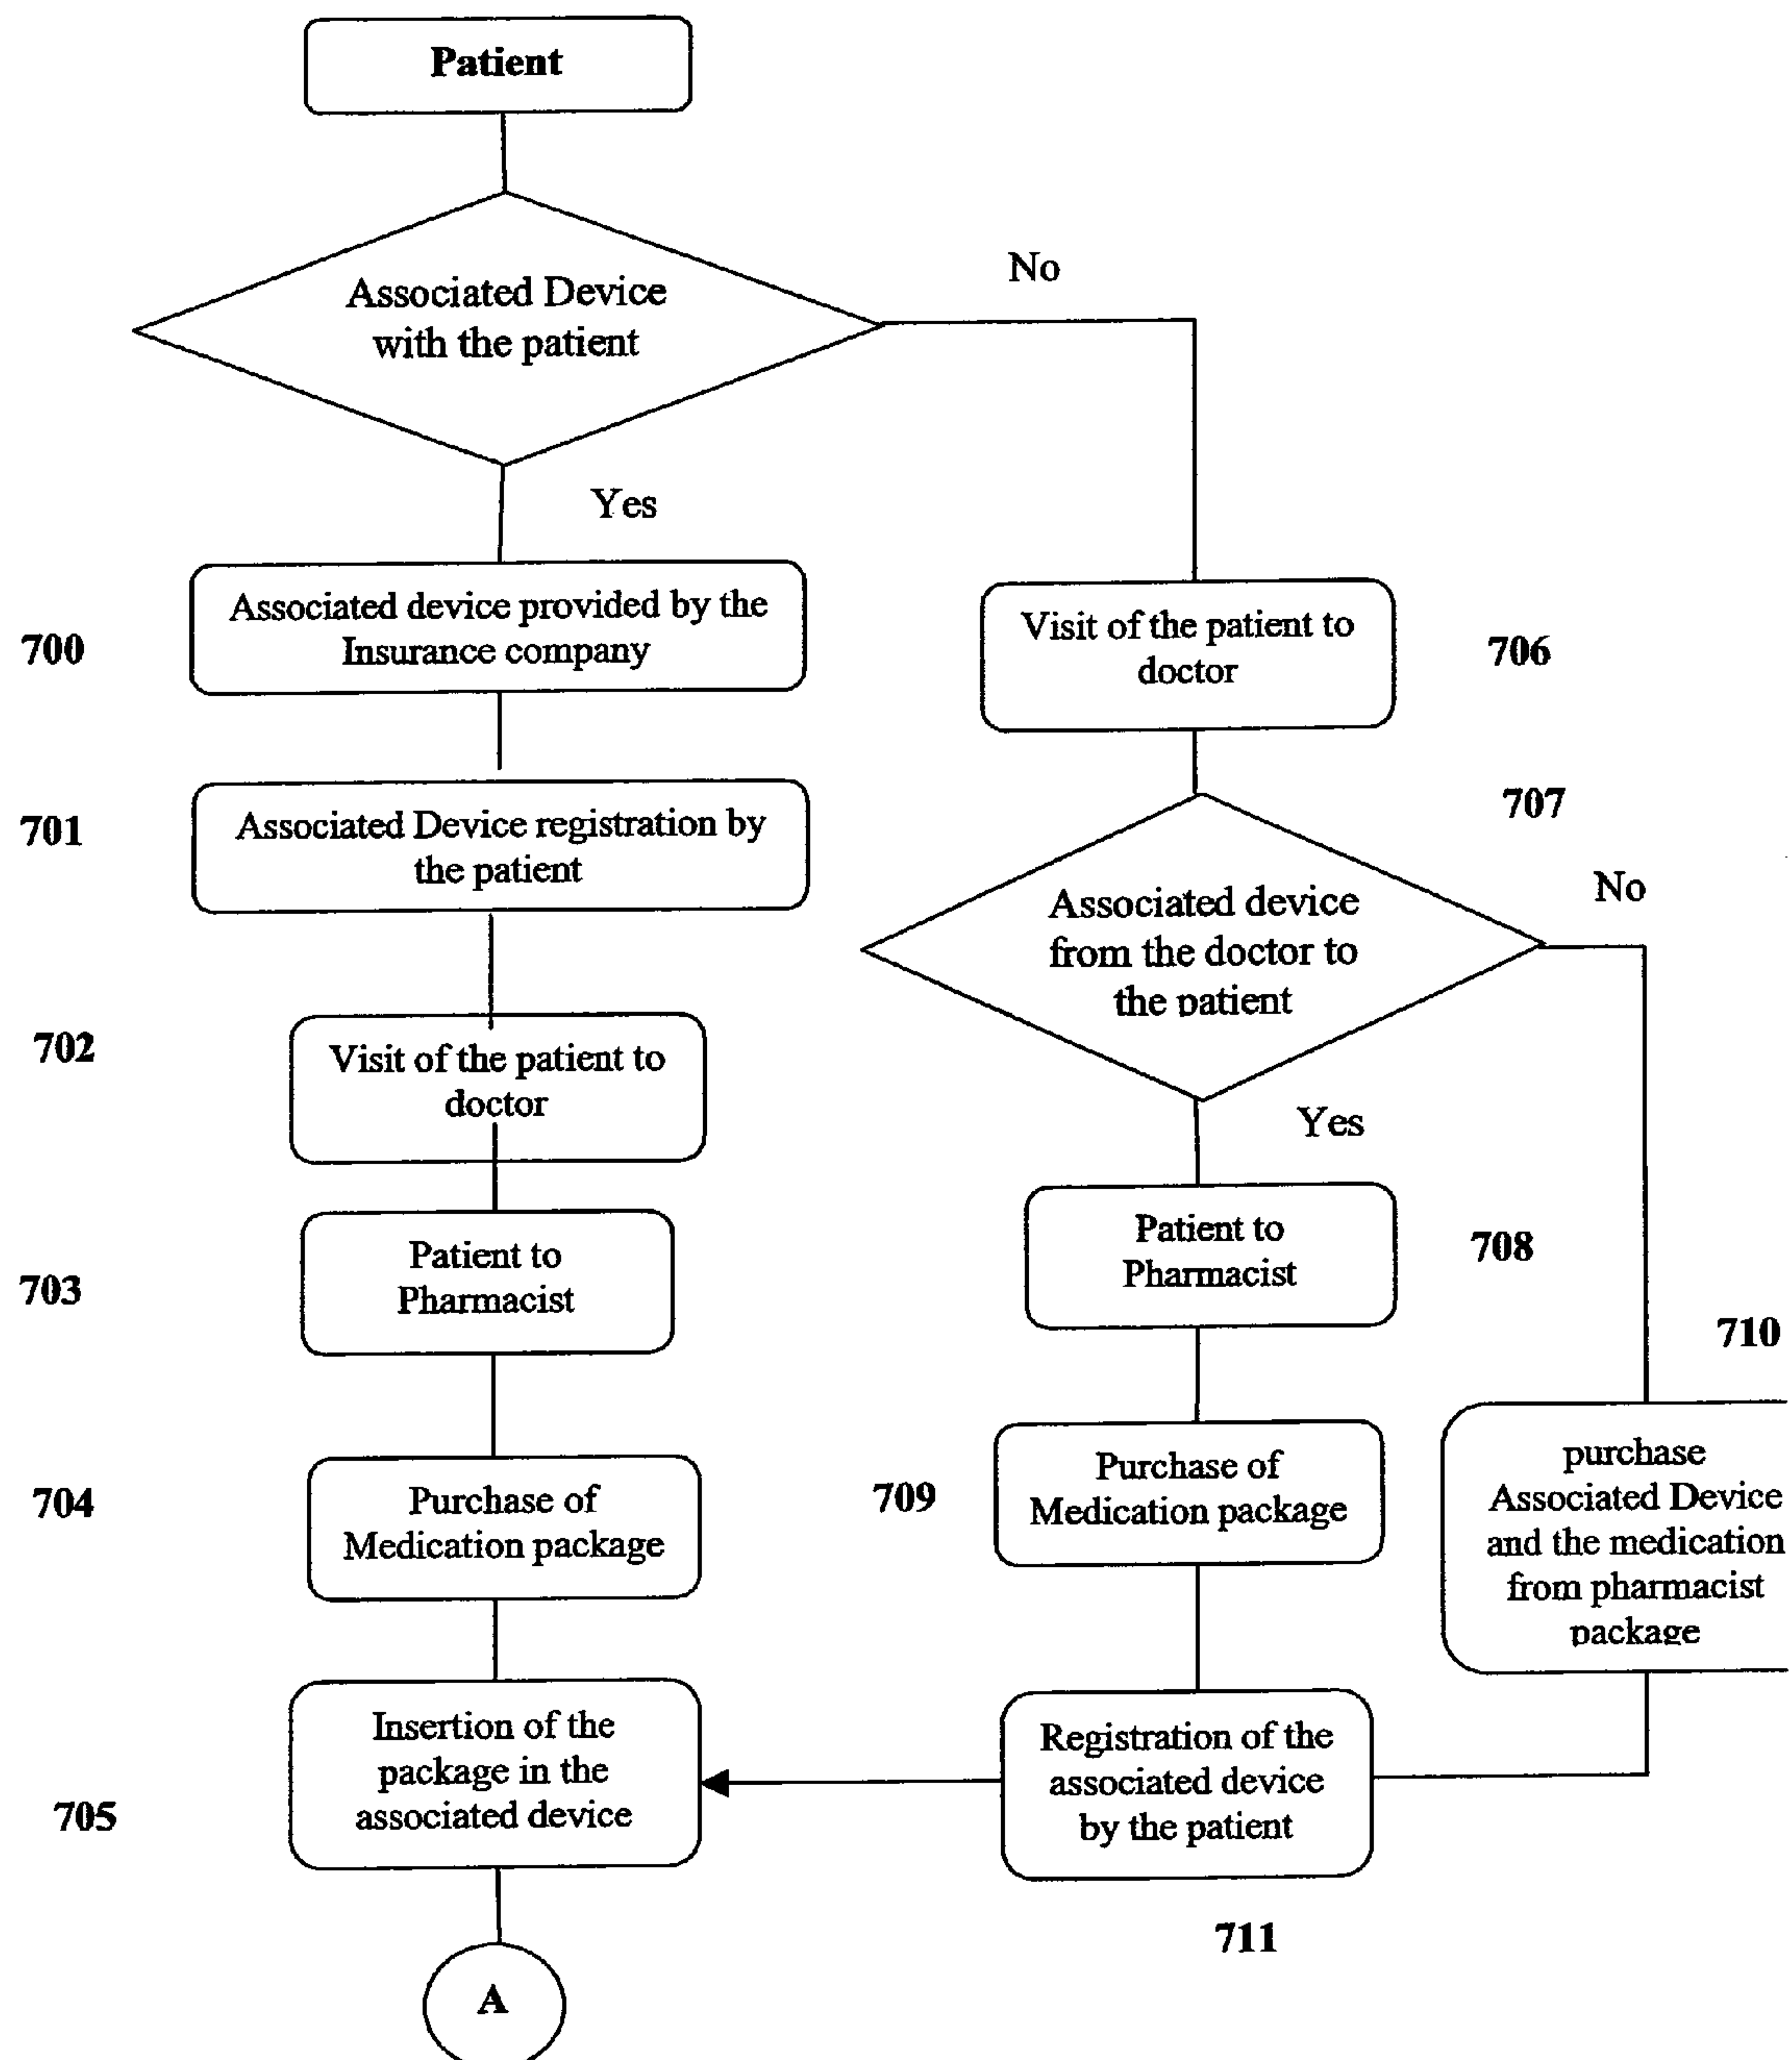 Patient
Associated Device
with the patient
No
Yes
700
Associated device provided by the
Insurance company
701
Associated Device registration by
the patient
702
Visit of the patient to
doctor
703
Patient to
Pharmacist
704
Purchase of
Medication package
705
Insertion of the
package in the
associated device
A
Visit of the patient to
doctor
706
707
Associated device
from the doctor to
the patient
No
Yes
Patient to
Pharmacist
708
709
Purchase of
Medication package
710
purchase
Associated Device
and the medication
from pharmacist
package
Registration of the
associated device
by the patient
711